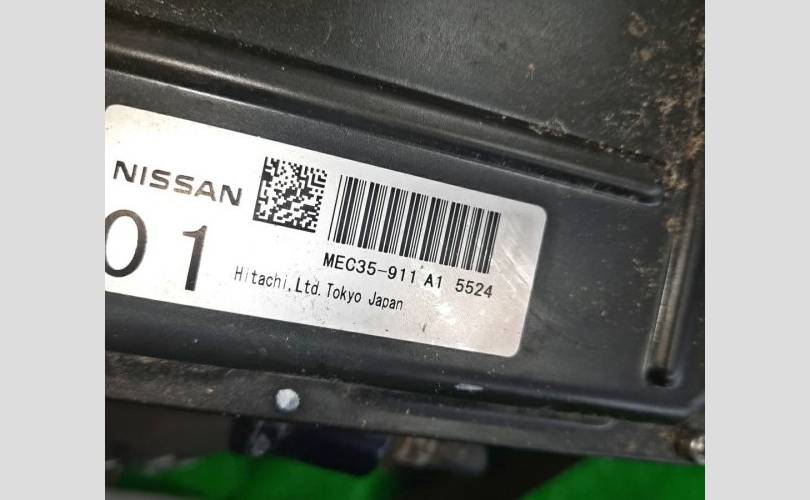 NISSAN
01
MEC35-911 A1 5524
Hitachi,Ltd.Tokyo Japan